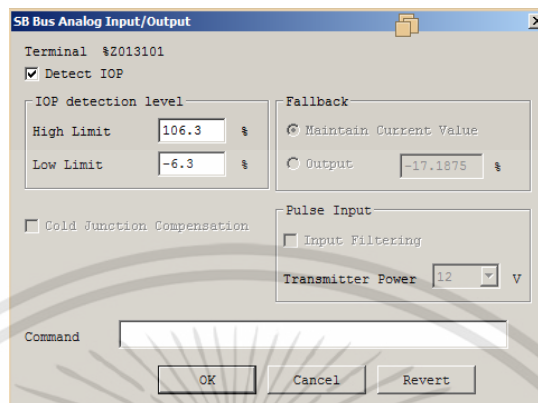 SB Bus Analog Input/Output
Terminal %Z013101
Detect IOP
IOP detection level
High Limit 106.3 %
Low Limit -6.3 %
Fallback
Maintain Current Value
Output -17.1875 %
Cold Junction Compensation
Pulse Input
Input Filtering
Transmitter Power 12 V
Command
OK Cancel Revert